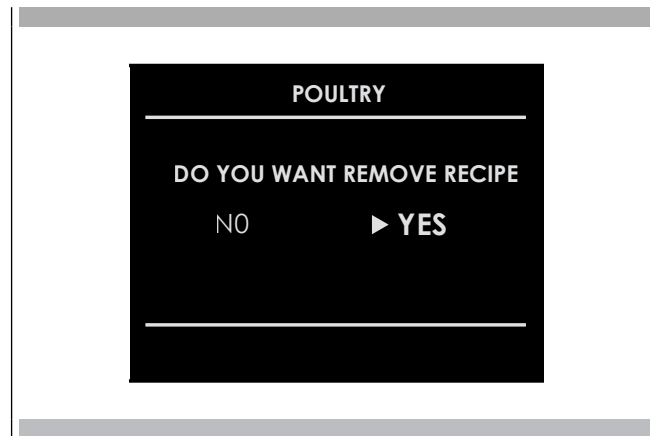 POULTRY
DO YOU WANT REMOVE RECIPE
N0 ▶ YES